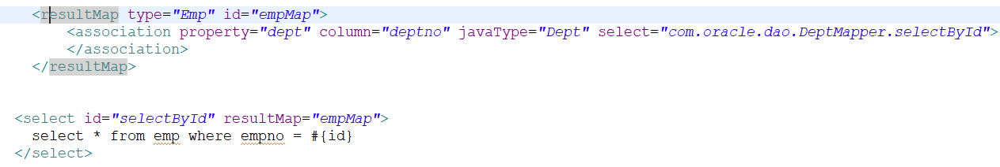 <resultMap type="Emp" id="empMap">
<association property="dept" column="deptno" javaType="Dept" select="com.oracle.dao.DeptMapper.selectById">
</association>
</resultMap>
<select id="selectById" resultMap="empMap">
select * from emp where empno = #{id}
</select>